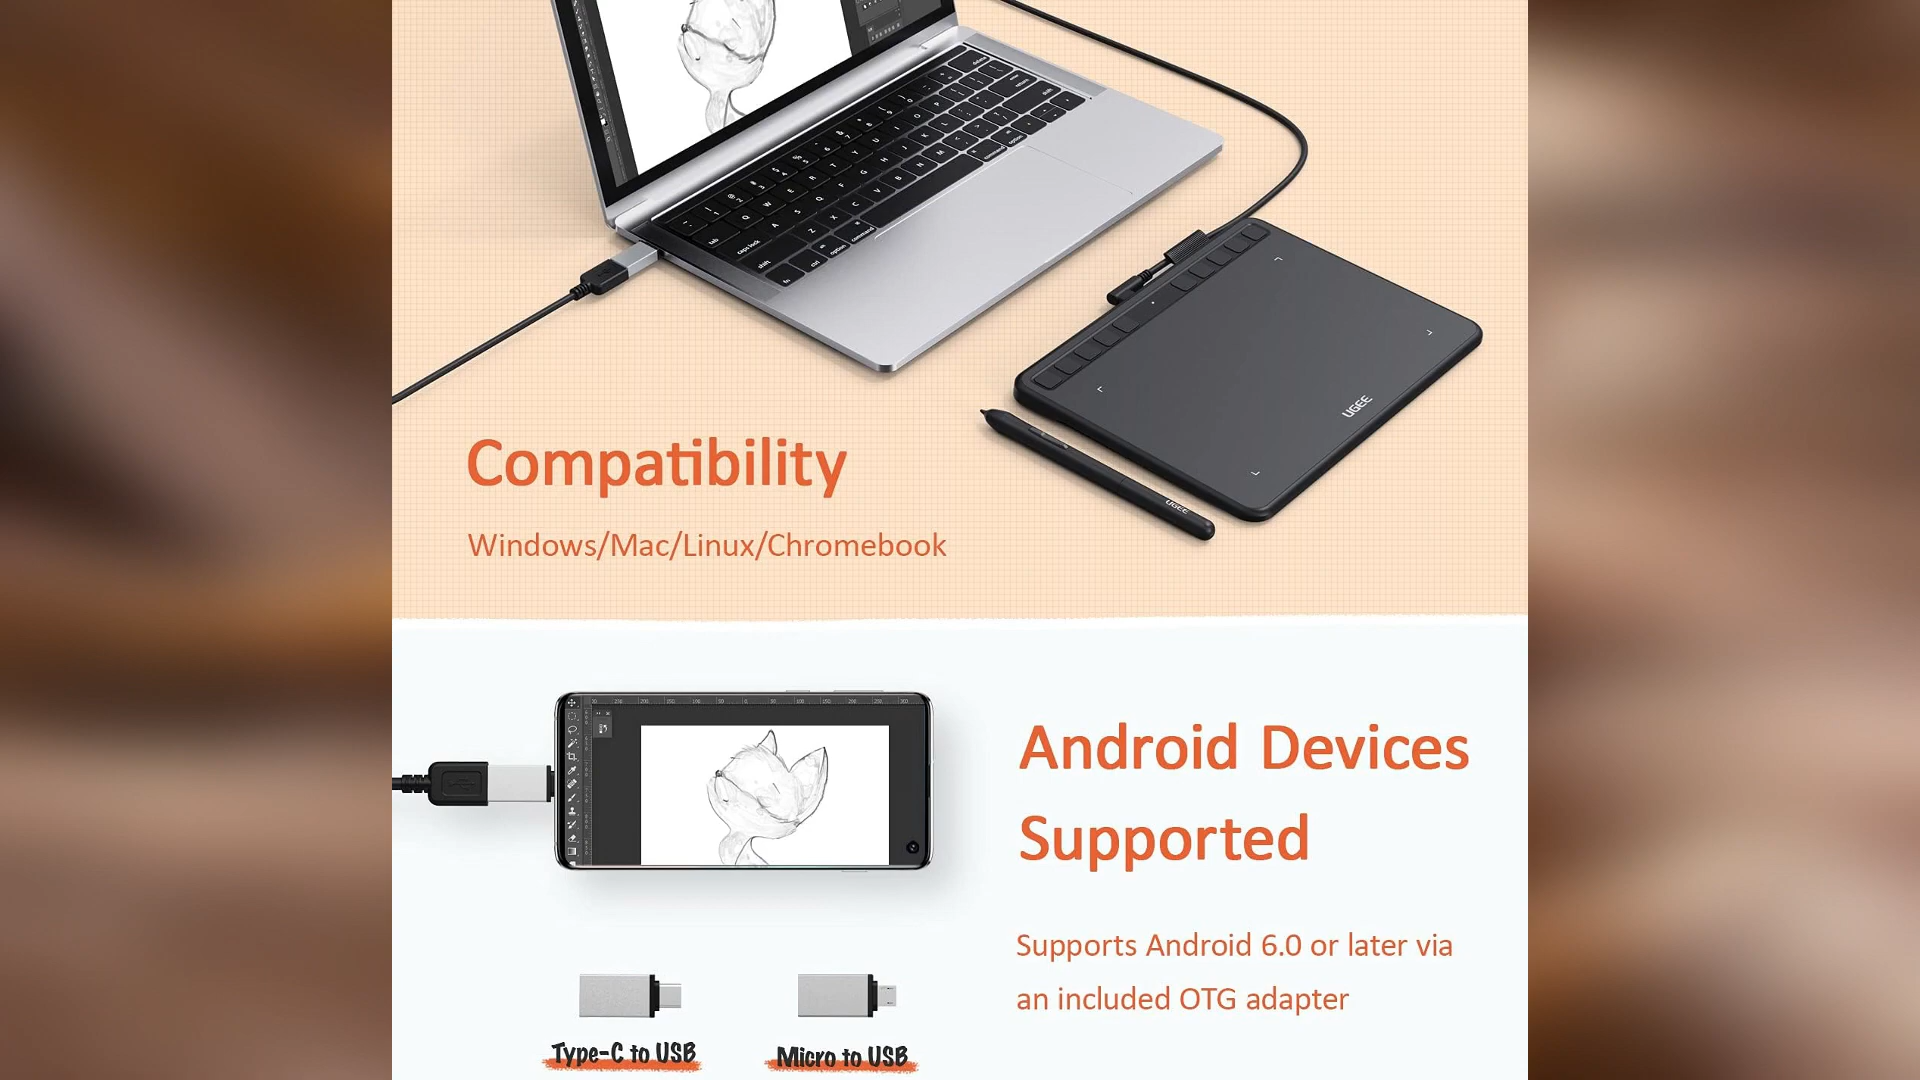 UGEE
UGEE
Compatibility
Windows/Mac/Linux/Chromebook
Android Devices
Supported
Supports Android 6.0 or later via
an included OTG adapter
Type-C to USB
Micro to USB